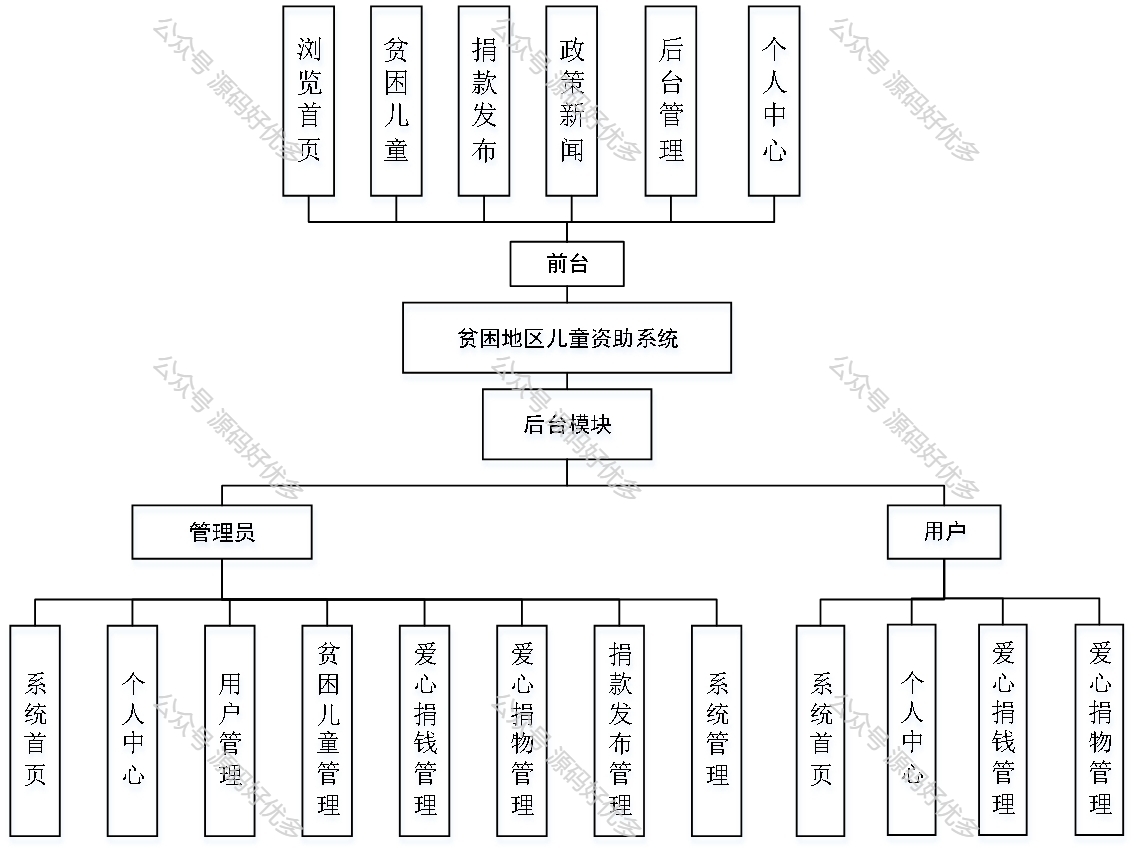 浏览首页
贫困儿童
捐款发布
政策新闻
后台管理
个人中心
前台
贫困地区儿童资助系统
后台模块
管理员
用户
系统首页
个人中心
用户管理
贫困儿童管理
爱心捐钱管理
爱心捐物管理
捐款发布管理
系统管理
系统首页
个人中心
爱心捐钱管理
爱心捐物管理
公众号 源码好优多
公众号 源码好优多
公众号 源码好优多
公众号 源码好优多
公众号 源码好优多
公众号 源码好优多
公众号 源码好优多
公众号 源码好优多
公众号 源码好优多